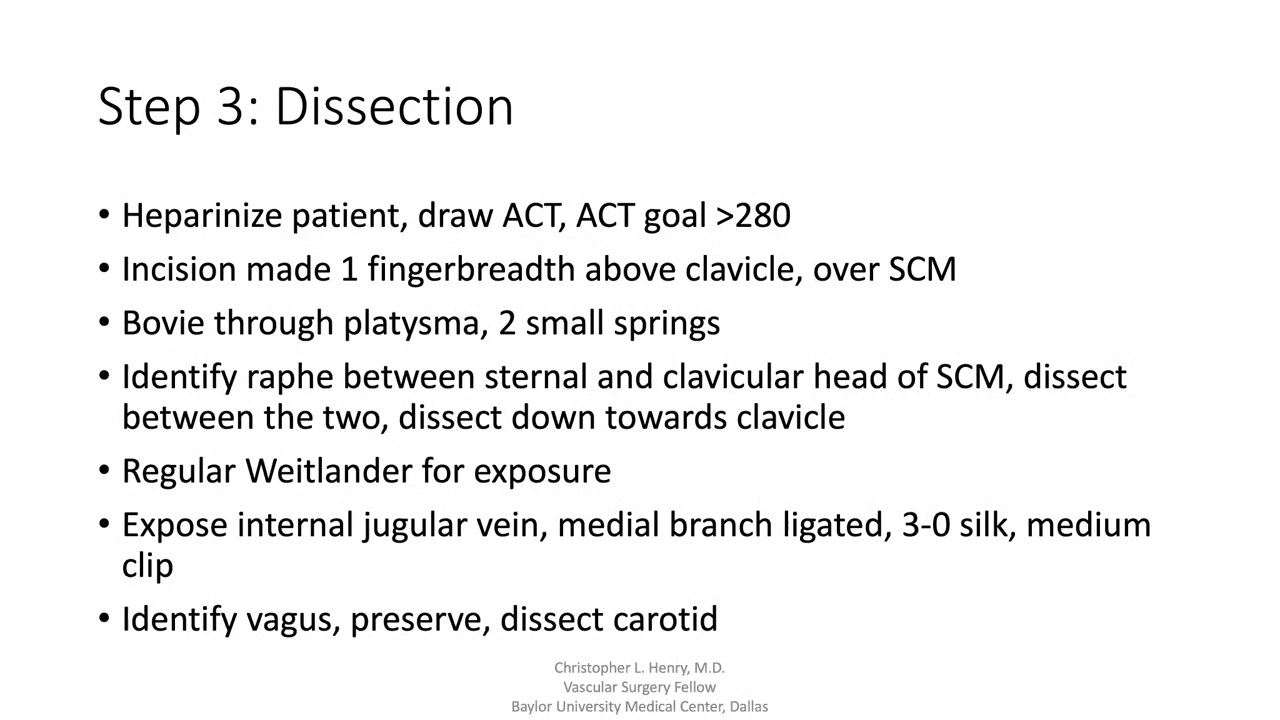 Step 3: Dissection
• Heparinize patient, draw ACT, ACT goal >280
• Incision made 1 fingerbreadth above clavicle, over SCM
• Bovie through platysma, 2 small springs
• Identify raphe between sternal and clavicular head of SCM, dissect
between the two, dissect down towards clavicle
• Regular Weitlander for exposure
• Expose internal jugular vein, medial branch ligated, 3-0 silk, medium
clip
• Identify vagus, preserve, dissect carotid
Christopher L. Henry, M.D.
Vascular Surgery Fellow
Baylor University Medical Center, Dallas